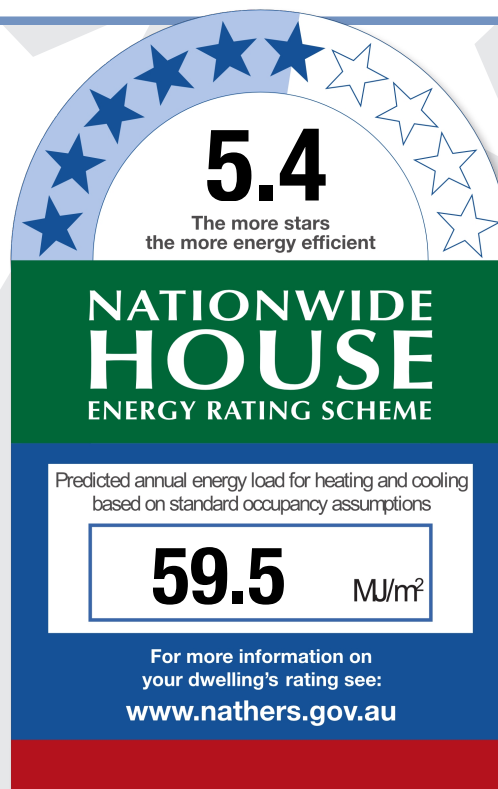 5.4
The more stars
the more energy efficient
NATIONWIDE
HOUSE
ENERGY RATING SCHEME
Predicted annual energy load for heating and cooling
based on standard occupancy assumptions
59.5 MJ/m²
For more information on
your dwelling's rating see:
www.nathers.gov.au